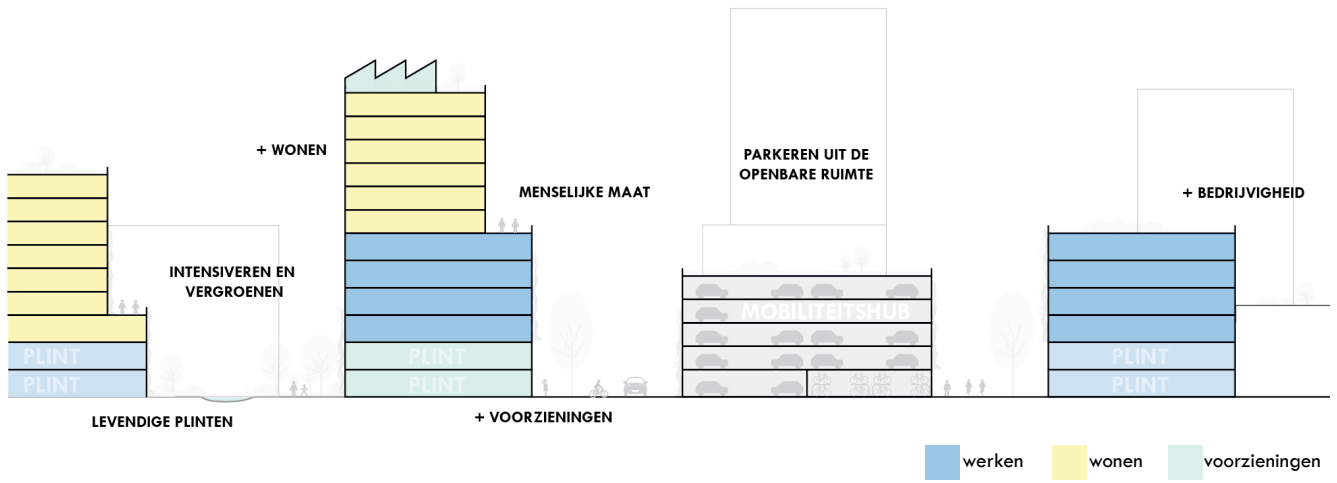 + WONEN
MENSELIJKE MAAT
PARKEREN UIT DE
OPENBARE RUIMTE
+ BEDRIJVIGHEID
INTENSIVEREN EN
VERGROENEN
MOBILITEITSHUB
PLINT
PLINT
PLINT
PLINT
PLINT
PLINT
LEVENDIGE PLINTEN
+ VOORZIENINGEN
werken
wonen
voorzieningen